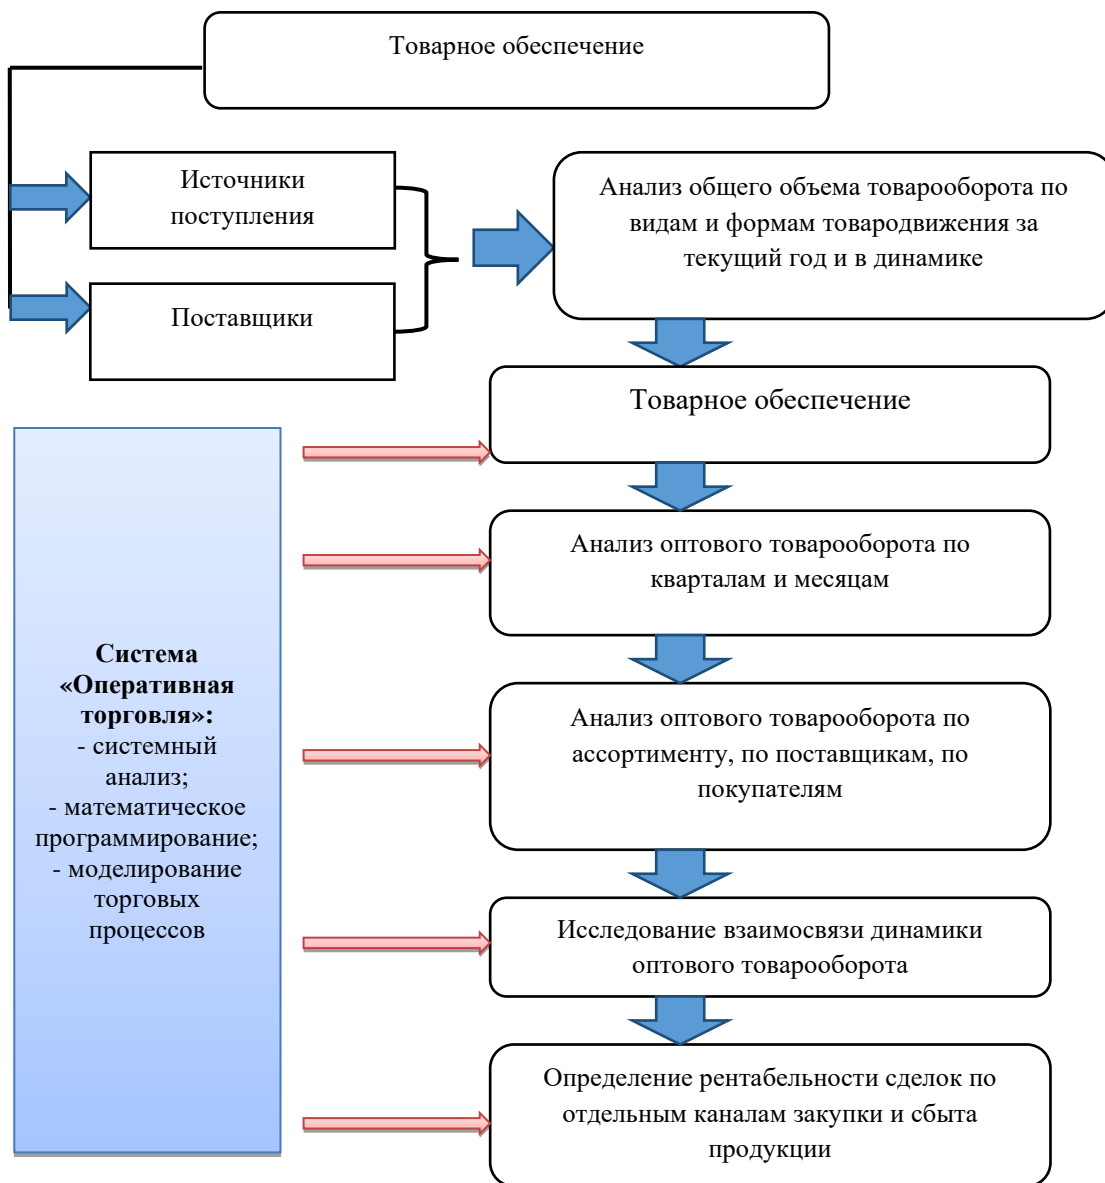 Товарное обеспечение
Источники
поступления
Поставщики
Анализ общего объема товарооборота по
видам и формам товародвижения за
текущий год и в динамике
Товарное обеспечение
Анализ оптового товарооборота по
кварталам и месяцам
Анализ оптового товарооборота по
ассортименту, по поставщикам, по
покупателям
Исследование взаимосвязи динамики
оптового товарооборота
Определение рентабельности сделок по
отдельным каналам закупки и сбыта
продукции
Система
«Оперативная
торговля»:
- системный
анализ;
- математическое
программирование;
- моделирование
торговых
процессов